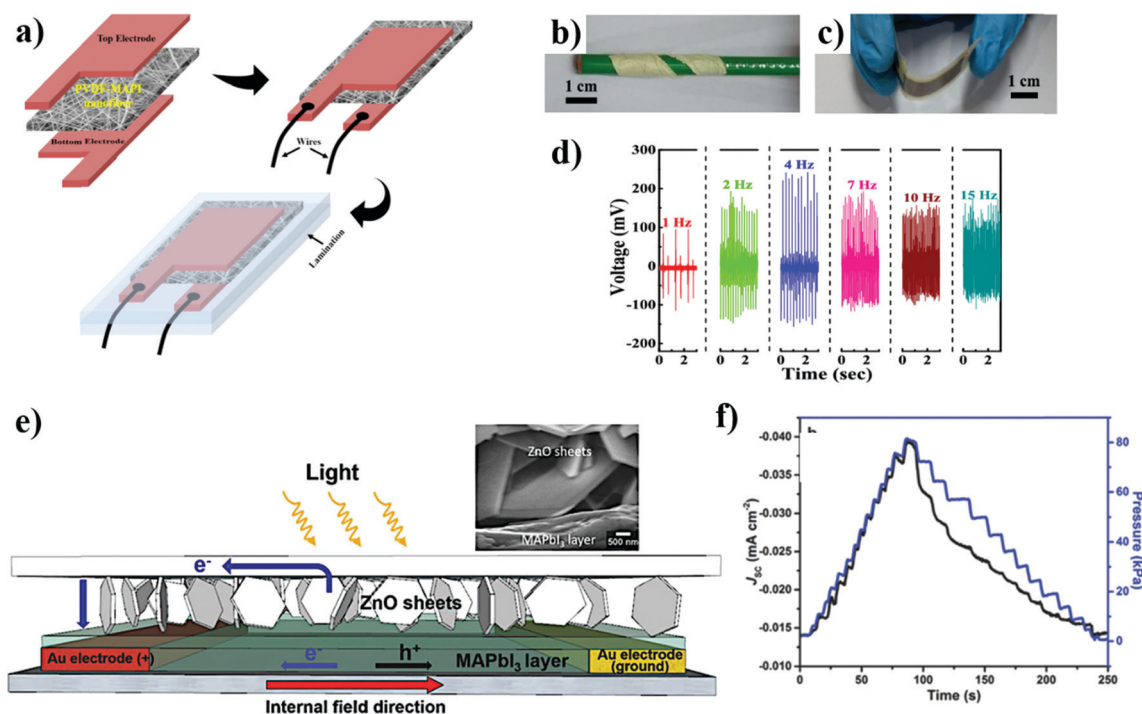 a)
Top Electrode
PVDF-MAPI
nanofiber
Bottom Electrode
Wires
Lamination
b)
1 cm
c)
1 cm
d)
300
200
100
0
-100
-200
Voltage (mV)
1 Hz
2 Hz
4 Hz
7 Hz
10 Hz
15 Hz
0 2 0 2 0 2 0 2 0 2 0 2
Time (sec)
e)
Light
ZnO sheets
MAPbI3 layer
500 nm
e-
ZnO sheets
Au electrode (+)
e-
h+
MAPbI3 layer
Au electrode
(ground)
Internal field direction
f)
-0.040
-0.035
-0.030
-0.025
-0.020
-0.015
-0.010
JSC (mA cm-2)
80
60
40
20
0
Pressure (kPa)
0 50 100 150 200 250
Time (s)